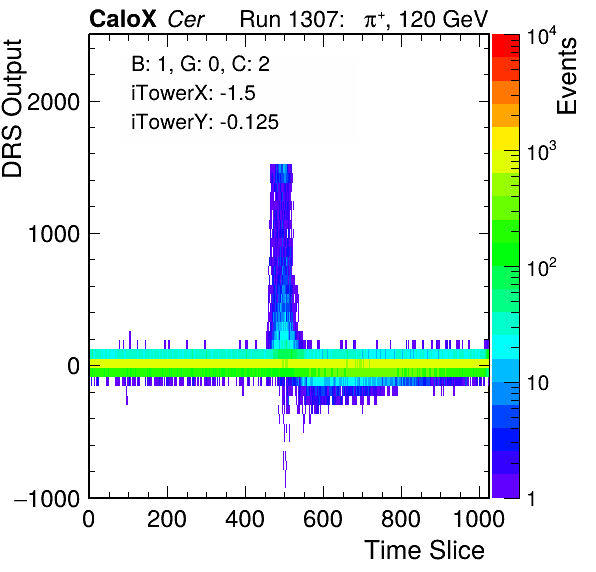 CaloX Cer Run 1307: π⁺, 120 GeV
B: 1, G: 0, C: 2
iTowerX: -1.5
iTowerY: -0.125
DRS Output
2000
1000
0
−1000
0 200 400 600 800 1000
Time Slice
Events
10⁴
10³
10²
10
1